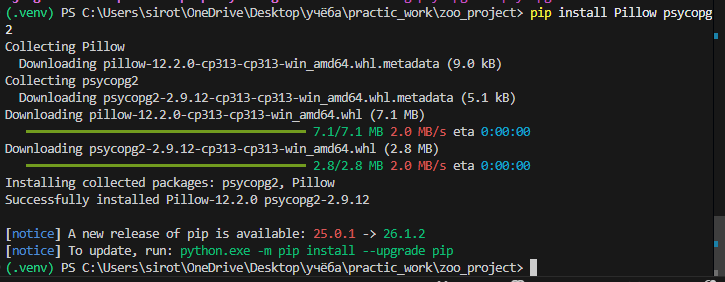 (.venv) PS C:\Users\sirot\OneDrive\Desktop\учёба\practic_work\zoo_project> pip install Pillow psycopg
2
Collecting Pillow
  Downloading pillow-12.2.0-cp313-cp313-win_amd64.whl.metadata (9.0 kB)
Collecting psycopg2
  Downloading psycopg2-2.9.12-cp313-cp313-win_amd64.whl.metadata (5.1 kB)
Downloading pillow-12.2.0-cp313-cp313-win_amd64.whl (7.1 MB)
7.1/7.1 MB 2.0 MB/s eta 0:00:00
Downloading psycopg2-2.9.12-cp313-cp313-win_amd64.whl (2.8 MB)
2.8/2.8 MB 2.0 MB/s eta 0:00:00
Installing collected packages: psycopg2, Pillow
Successfully installed Pillow-12.2.0 psycopg2-2.9.12
[notice] A new release of pip is available: 25.0.1 -> 26.1.2
[notice] To update, run: python.exe -m pip install --upgrade pip
(.venv) PS C:\Users\sirot\OneDrive\Desktop\учёба\practic_work\zoo_project>